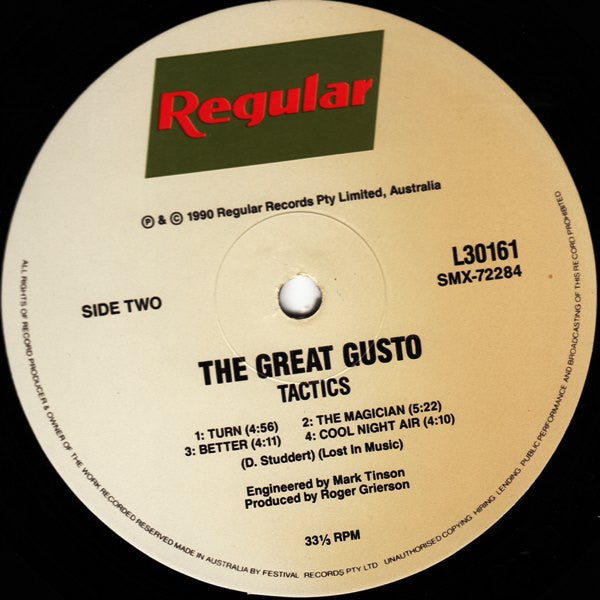 Regular
℗ & © 1990 Regular Records Pty Limited, Australia
L30161
SMX-72284
SIDE TWO
THE GREAT GUSTO
TACTICS
1: TURN (4:56) 2: THE MAGICIAN (5:22)
3: BETTER (4:11) 4: COOL NIGHT AIR (4:10)
(D. Studdert) (Lost In Music)
Engineered by Mark Tinson
Produced by Roger Grierson
33⅓ RPM
ALL RIGHTS OF RECORD PRODUCER & OWNER OF THE WORK RECORDED RESERVED MADE IN AUSTRALIA BY FESTIVAL RECORDS PTY LTD UNAUTHORISED COPYING HIRING LENDING PUBLIC PERFORMANCE AND BROADCASTING OF THIS RECORD PROHIBITED